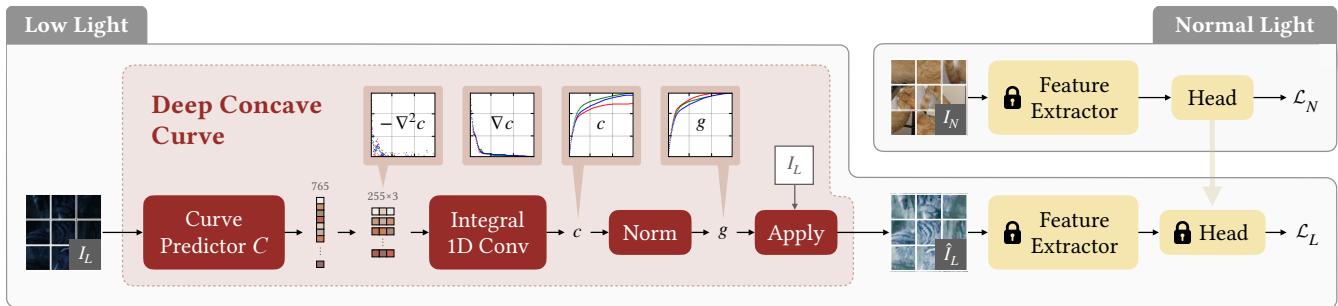 Low Light
Normal Light
Deep Concave
Curve
−∇²c
∇c
c
g
I_L
I_N
Feature
Extractor
Head
ℒ_N
765
255×3
I_L
Curve
Predictor C
Integral
1D Conv
c
Norm
g
Apply
Î_L
Feature
Extractor
Head
ℒ_L